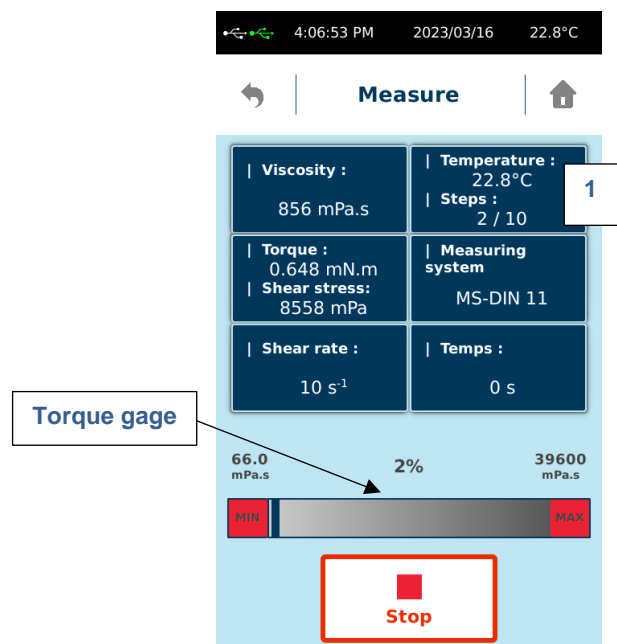 4:06:53 PM 2023/03/16 22.8°C
Measure
| Viscosity :
856 mPa.s
| Temperature :
22.8°C
| Steps :
2 / 10
1
| Torque :
0.648 mN.m
| Shear stress:
8558 mPa
| Measuring
system
MS-DIN 11
| Shear rate :
10 s⁻¹
| Temps :
0 s
Torque gage
66.0
mPa.s
2%
39600
mPa.s
MIN
MAX
Stop